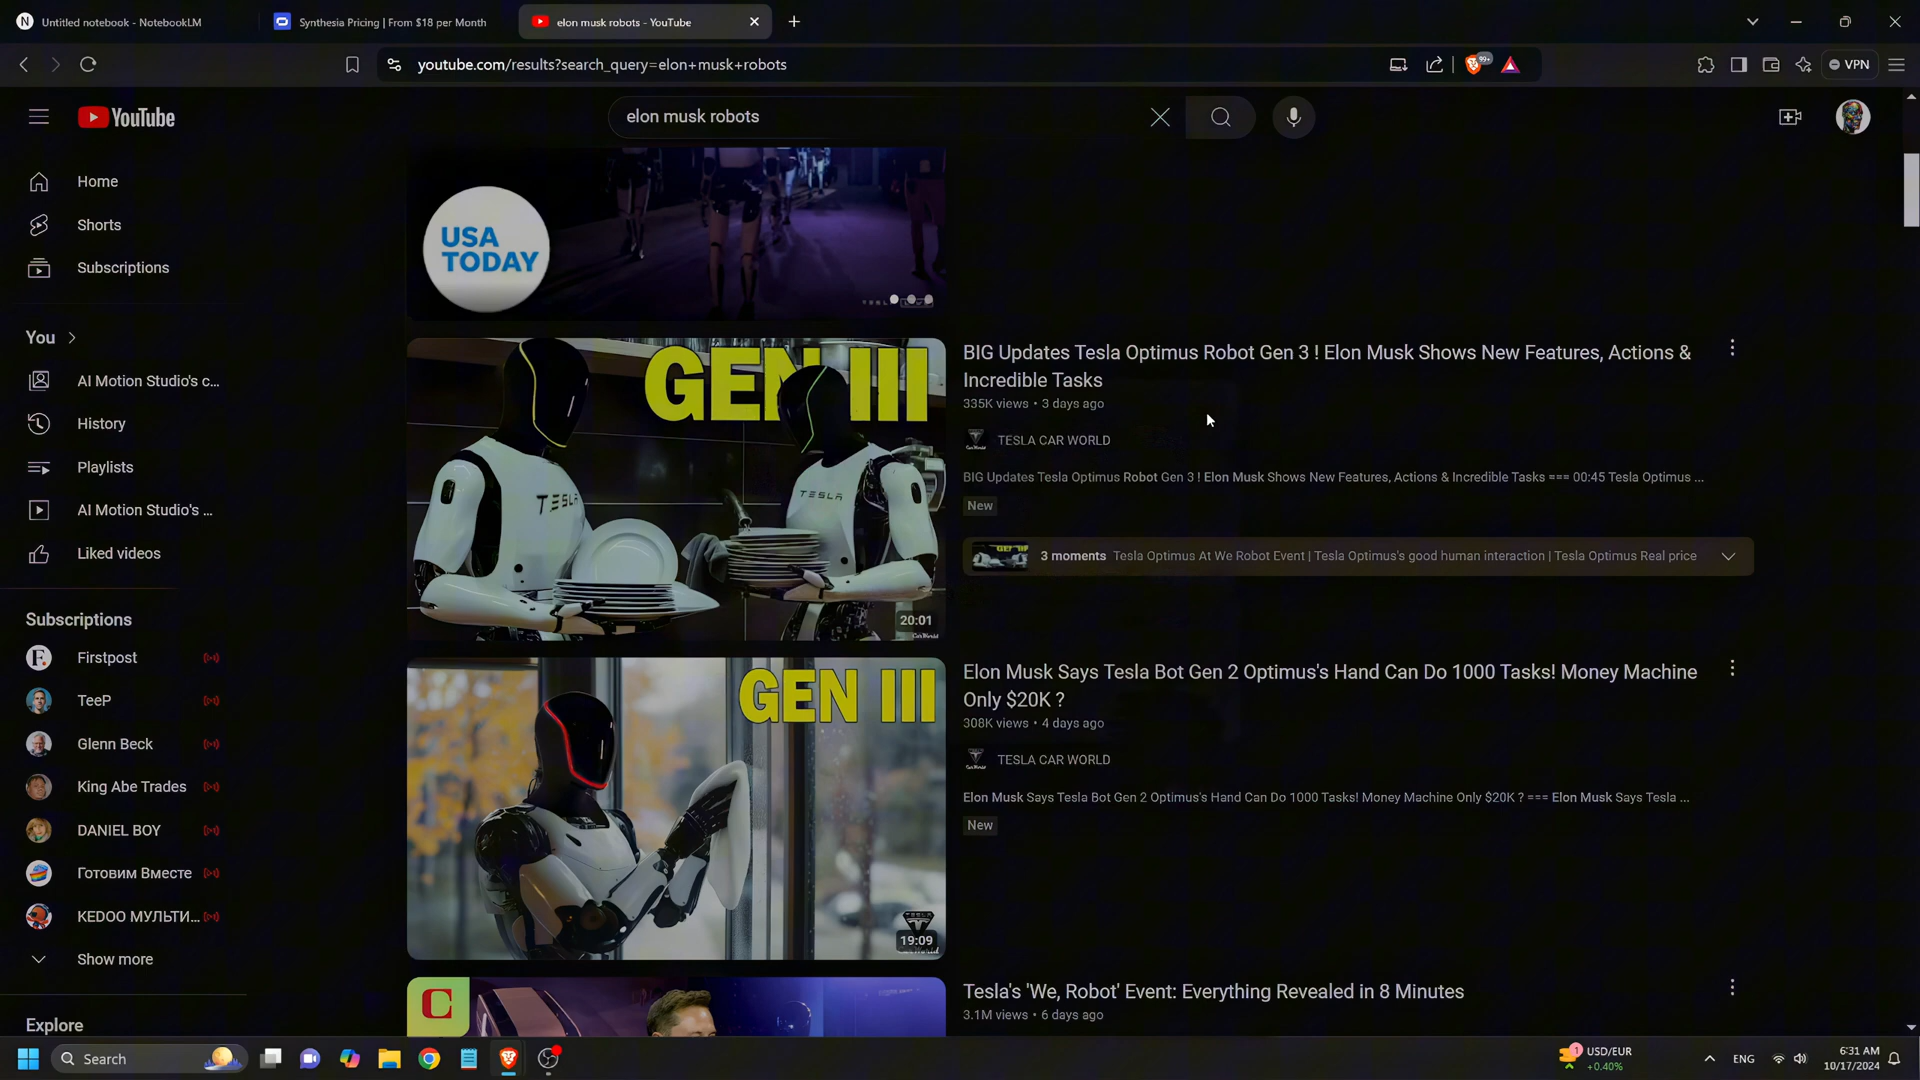 Untitled notebook - NotebookLM
Synthesia Pricing | From $18 per Month
elon musk robots - YouTube
youtube.com/results?search_query=elon+musk+robots
99+
VPN
YouTube
elon musk robots
Home
Shorts
Subscriptions
You
AI Motion Studio's c...
History
Playlists
AI Motion Studio's ...
Liked videos
Subscriptions
Firstpost
TeeP
Glenn Beck
King Abe Trades
DANIEL BOY
Готовим Вместе
KEDOO МУЛЬТИ...
Show more
Explore
USA
TODAY
GEN III
TESLA
TESLA
20:01
BIG Updates Tesla Optimus Robot Gen 3 ! Elon Musk Shows New Features, Actions &
Incredible Tasks
335K views • 3 days ago
TESLA CAR WORLD
BIG Updates Tesla Optimus Robot Gen 3 ! Elon Musk Shows New Features, Actions & Incredible Tasks === 00:45 Tesla Optimus ...
New
3 moments Tesla Optimus At We Robot Event | Tesla Optimus's good human interaction | Tesla Optimus Real price
GEN III
19:09
Elon Musk Says Tesla Bot Gen 2 Optimus's Hand Can Do 1000 Tasks! Money Machine
Only $20K ?
308K views • 4 days ago
TESLA CAR WORLD
Elon Musk Says Tesla Bot Gen 2 Optimus's Hand Can Do 1000 Tasks! Money Machine Only $20K ? === Elon Musk Says Tesla ...
New
C
Tesla's 'We, Robot' Event: Everything Revealed in 8 Minutes
3.1M views • 6 days ago
Search
1
USD/EUR
+0.40%
ENG
6:31 AM
10/17/2024